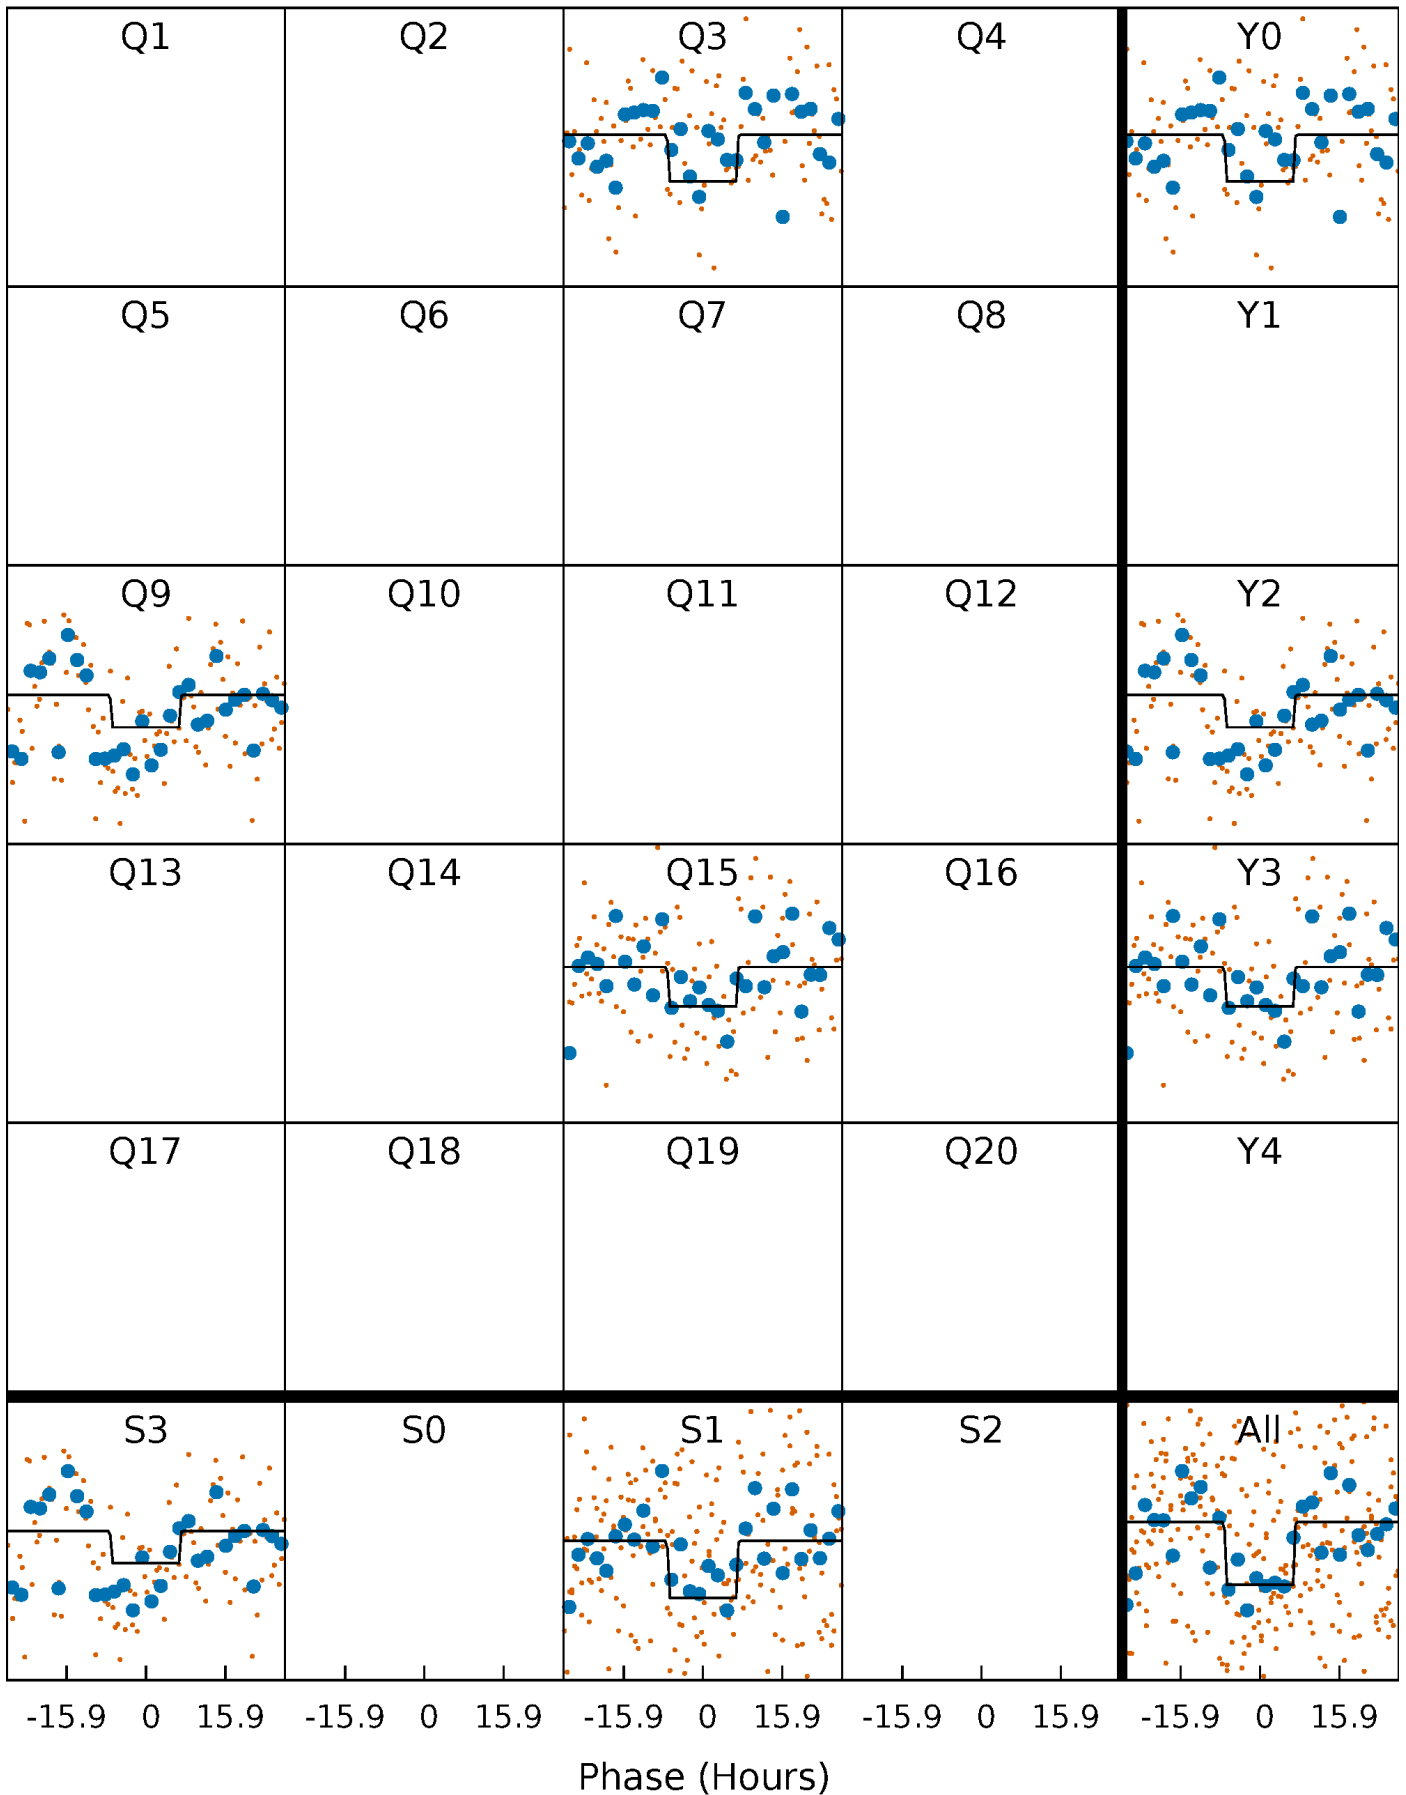 Q1 Q2 Q3 Q4 Y0
Q5 Q6 Q7 Q8 Y1
Q9 Q10 Q11 Q12 Y2
Q13 Q14 Q15 Q16 Y3
Q17 Q18 Q19 Q20 Y4
S3 S0 S1 S2 All
-15.9 0 15.9 -15.9 0 15.9 -15.9 0 15.9 -15.9 0 15.9 -15.9 0 15.9
Phase (Hours)